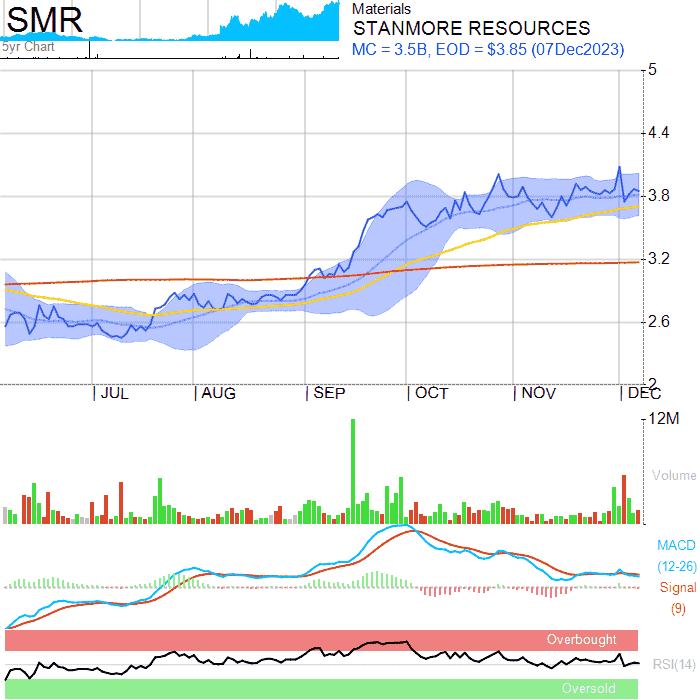 SMR
5yr Chart
Materials
STANMORE RESOURCES
MC = 3.5B, EOD = $3.85 (07Dec2023)
5
4.4
3.8
3.2
2.6
2
JUL AUG SEP OCT NOV DEC
12M
Volume
MACD
(12-26)
Signal
(9)
Overbought
RSI(14)
Oversold